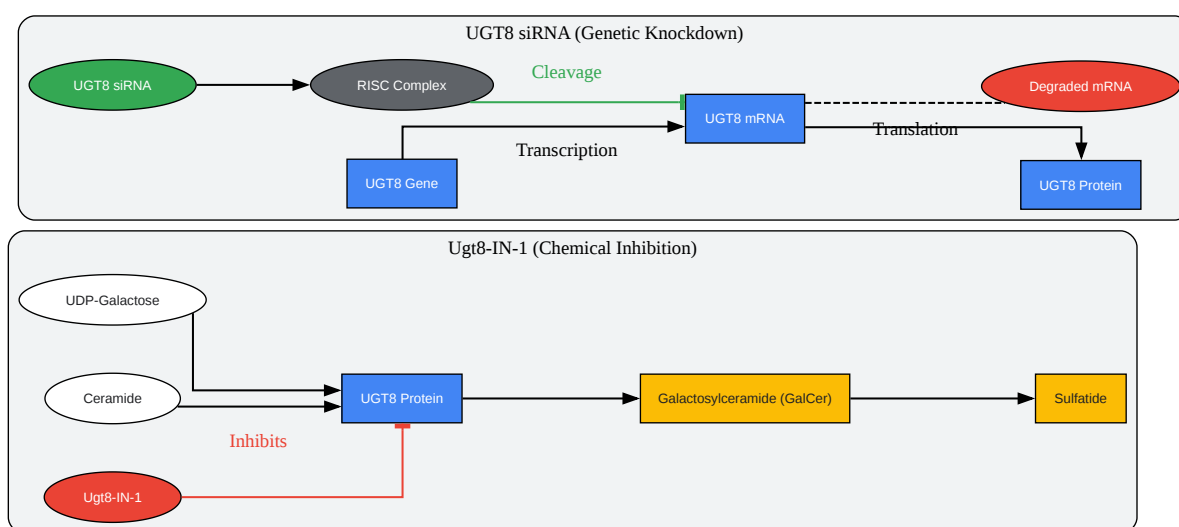 UGT8 siRNA (Genetic Knockdown)
UGT8 siRNA
RISC Complex
Cleavage
Degraded mRNA
UGT8 mRNA
Transcription
Translation
UGT8 Gene
UGT8 Protein
Ugt8-IN-1 (Chemical Inhibition)
UDP-Galactose
Ceramide
UGT8 Protein
Galactosylceramide (GalCer)
Sulfatide
Inhibits
Ugt8-IN-1